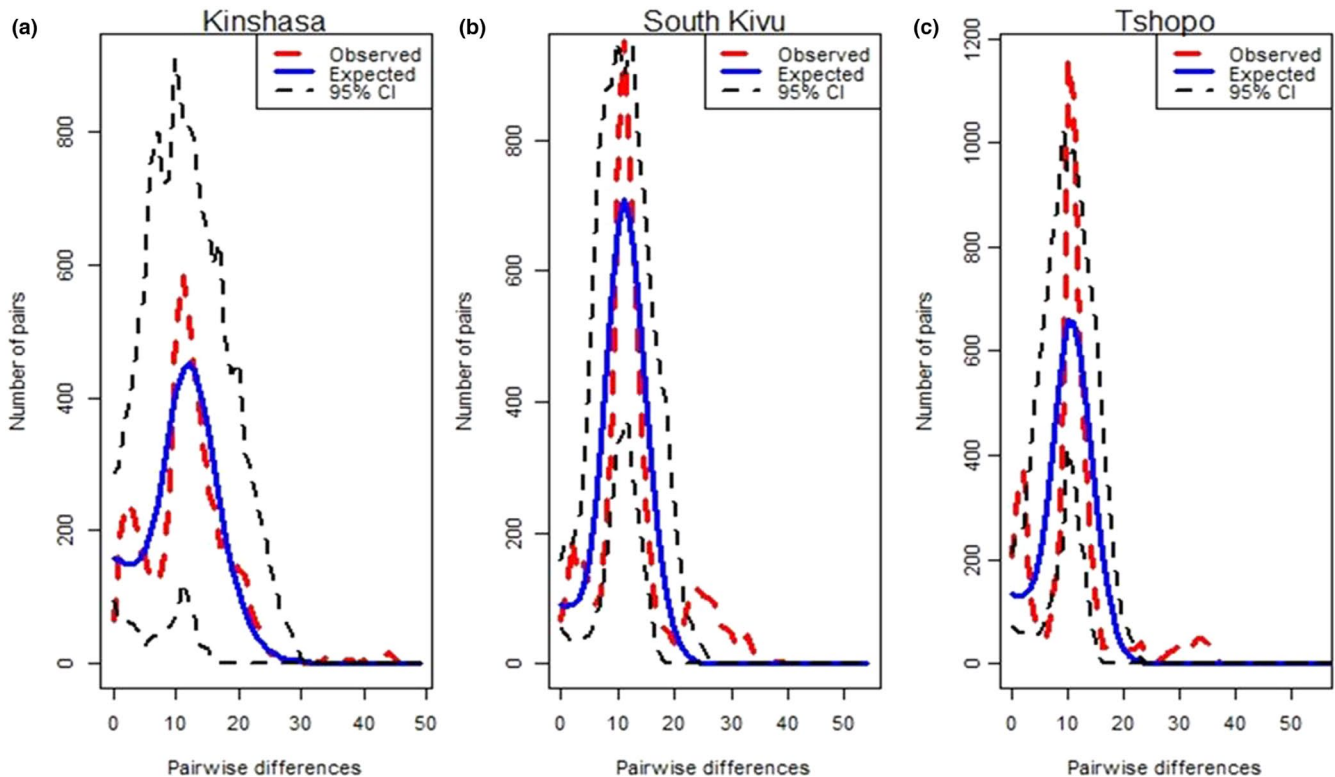 (a)
Kinshasa
Observed
Expected
95% CI
Number of pairs
0
200
400
600
800
0 10 20 30 40 50
Pairwise differences
(b)
South Kivu
Observed
Expected
95% CI
Number of pairs
0
200
400
600
800
0 10 20 30 40 50
Pairwise differences
(c)
Tshopo
Observed
Expected
95% CI
Number of pairs
0
200
400
600
800
1000
1200
0 10 20 30 40 50
Pairwise differences